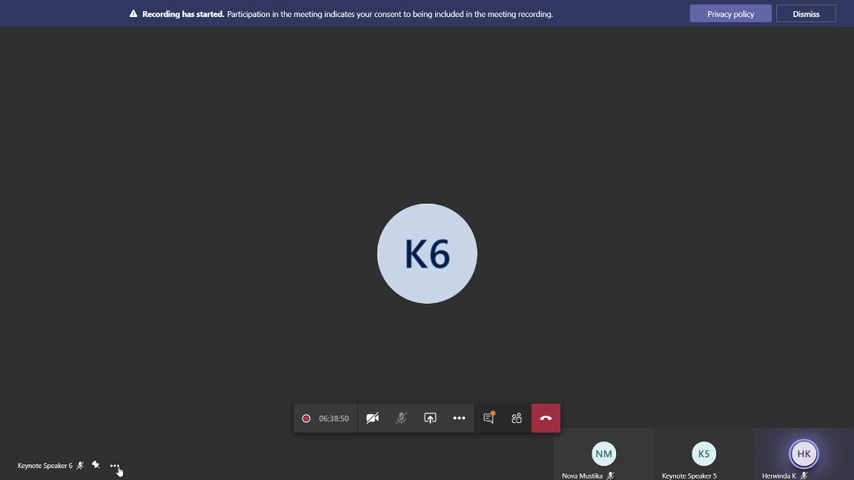 Recording has started. Participation in the meeting indicates your consent to being included in the meeting recording.
Privacy policy
Dismiss
K6
06:38:50
Keynote Speaker 6
NM
Nova Mustika
K5
Keynote Speaker 5
HK
Herwinda K